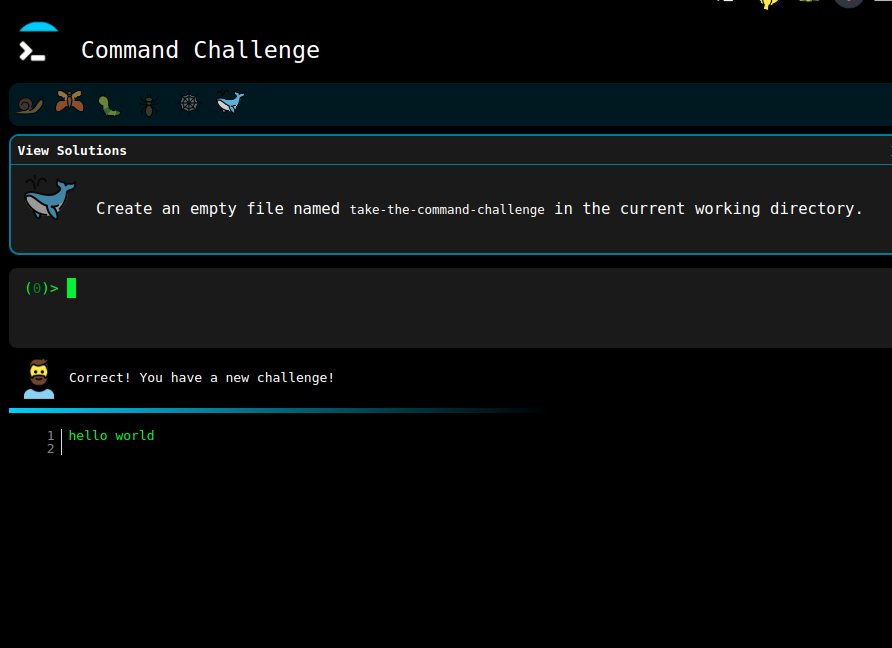 Command Challenge
View Solutions
Create an empty file named take-the-command-challenge in the current working directory.
(0)>
Correct! You have a new challenge!
1 hello world
2